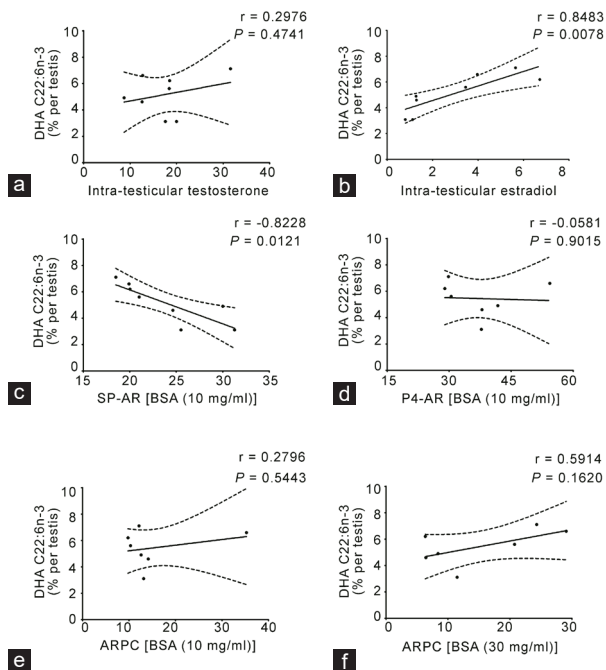 r = 0.2976
P = 0.4741
DHA C22:6n-3
(% per testis)
10
8
6
4
2
0
0 10 20 30 40
Intra-testicular testosterone
a
r = 0.8483
P = 0.0078
DHA C22:6n-3
(% per testis)
10
8
6
4
2
0
0 2 4 6 8
Intra-testicular estradiol
b
r = -0.8228
P = 0.0121
DHA C22:6n-3
(% per testis)
10
8
6
4
2
0
15 20 25 30 35
SP-AR [BSA (10 mg/ml)]
c
r = -0.0581
P = 0.9015
DHA C22:6n-3
(% per testis)
10
8
6
4
2
0
15 30 45 60
P4-AR [BSA (10 mg/ml)]
d
r = 0.2796
P = 0.5443
DHA C22:6n-3
(% per testis)
10
8
6
4
2
0
0 10 20 30 40
ARPC [BSA (10 mg/ml)]
e
r = 0.5914
P = 0.1620
DHA C22:6n-3
(% per testis)
10
8
6
4
2
0
0 10 20 30
ARPC [BSA (30 mg/ml)]
f